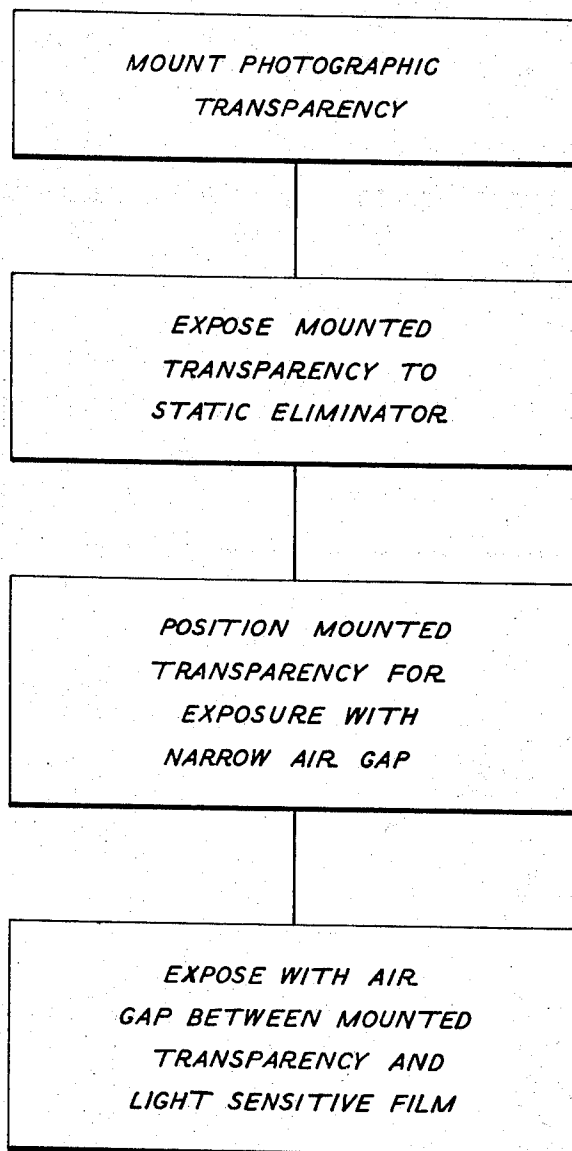 MOUNT PHOTOGRAPHIC
TRANSPARENCY
EXPOSE MOUNTED
TRANSPARENCY TO
STATIC ELIMINATOR
POSITION MOUNTED
TRANSPARENCY FOR
EXPOSURE WITH
NARROW AIR GAP
EXPOSE WITH AIR
GAP BETWEEN MOUNTED
TRANSPARENCY AND
LIGHT SENSITIVE FILM